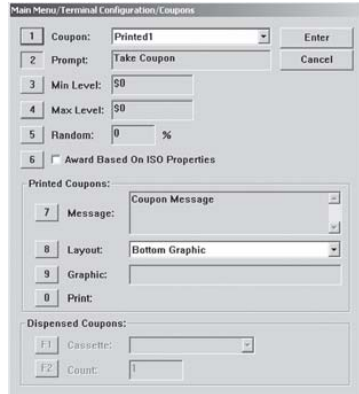 Main Menu/Terminal Configuration/Coupons
1 Coupon: Printed1 Enter
2 Prompt: Take Coupon Cancel
3 Min Level: $0
4 Max Level: $0
5 Random: 0 %
6 Award Based On ISO Properties
Printed Coupons:
7 Message: Coupon Message
8 Layout: Bottom Graphic
9 Graphic:
0 Print:
Dispensed Coupons:
F1 Cassette:
F2 Count: 1